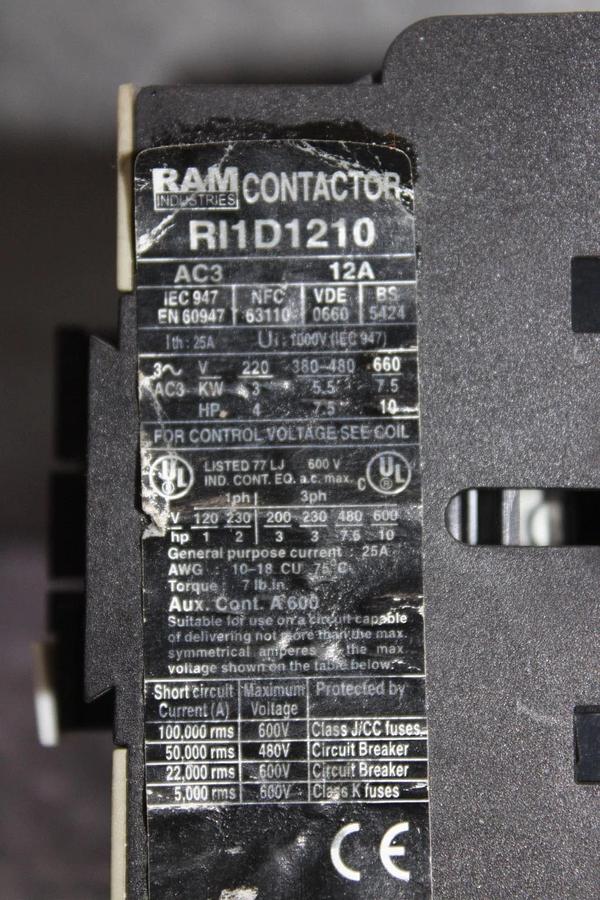 RAM INDUSTRIES CONTACTOR
RI1D1210
AC3 12A
IEC 947 NFC VDE BS
EN 60947 63110 0660 5424
Ith : 25A Ui : 1000V (IEC 947)
3~ V 220 380-480 660
AC3 KW 3 5.5 7.5
HP 4 7.5 10
FOR CONTROL VOLTAGE SEE COIL
UL LISTED 77 LJ 600 V c UL
IND. CONT. EQ. a.c. max.
1ph 3ph
V 120 230 200 230 480 600
hp 1 2 3 3 7.5 10
General purpose current : 25A
AWG : 10-18 CU 75°C
Torque : 7 lb.in.
Aux. Cont. A 600
Suitable for use on a circuit capable
of delivering not more than the max.
symmetrical amperes the max
voltage shown on the table below.
Short circuit Maximum Protected by
Current (A) Voltage
100,000 rms 600V Class J/CC fuses
50,000 rms 480V Circuit Breaker
22,000 rms 600V Circuit Breaker
5,000 rms 600V Class K fuses
CE